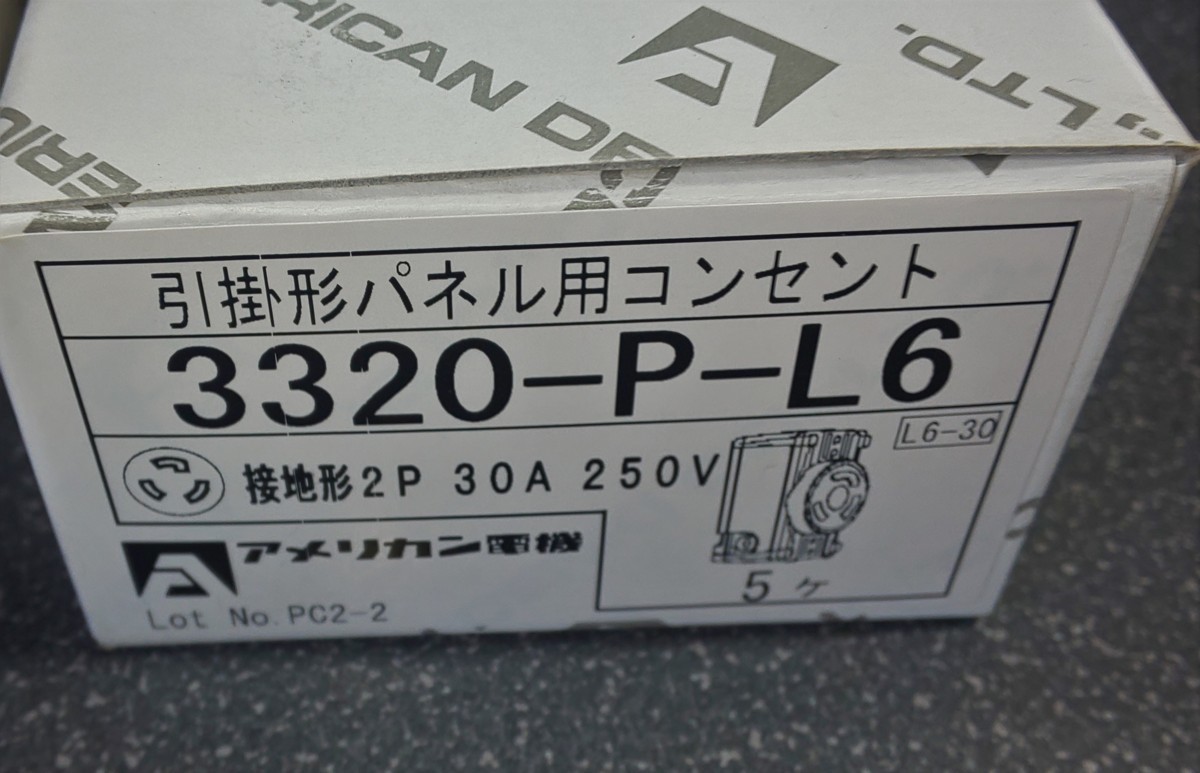 RICAN DE
, LTD.
引掛形パネル用コンセント
3320-P-L6
L6-30
接地形2P 30A 250V
アメリカン電機
5ヶ
Lot No.PC2-2